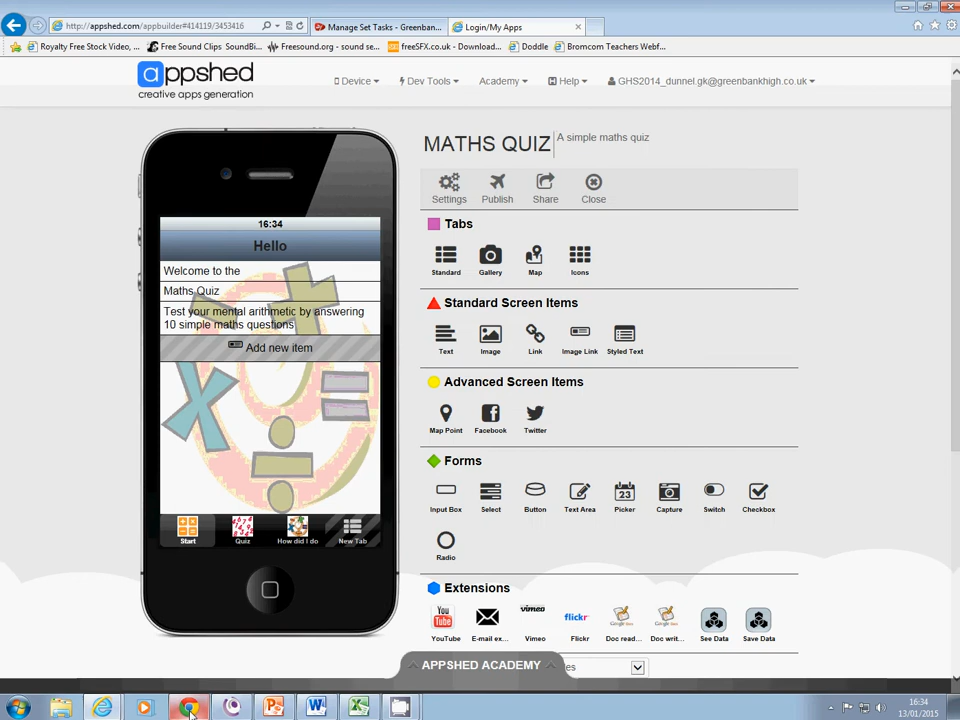 http://appshed.com/appbuilder#414119/3453416
Manage Set Tasks - Greenban...
Login/My Apps
Royalty Free Stock Video, ...
Free Sound Clips SoundBi...
Freesound.org - sound se...
freeSFX.co.uk - Download...
Doddle
Bromcom Teachers Webf...
appshed
creative apps generation
Device
Dev Tools
Academy
Help
GHS2014_dunnel.gk@greenbankhigh.co.uk
MATHS QUIZ
A simple maths quiz
Settings
Publish
Share
Close
16:34
Hello
Welcome to the
Maths Quiz
Test your mental arithmetic by answering
10 simple maths questions
Add new item
Start
Quiz
How did I do
New Tab
Tabs
Standard
Gallery
Map
Icons
Standard Screen Items
Text
Image
Link
Image Link
Styled Text
Advanced Screen Items
Map Point
Facebook
Twitter
Forms
Input Box
Select
Button
Text Area
23
Picker
Capture
Switch
Checkbox
Radio
Extensions
You
Tube
YouTube
E-mail ex...
vimeo
Vimeo
flickr
Flickr
Doc read...
Doc writ...
See Data
Save Data
APPSHED ACADEMY
16:34
13/01/2015